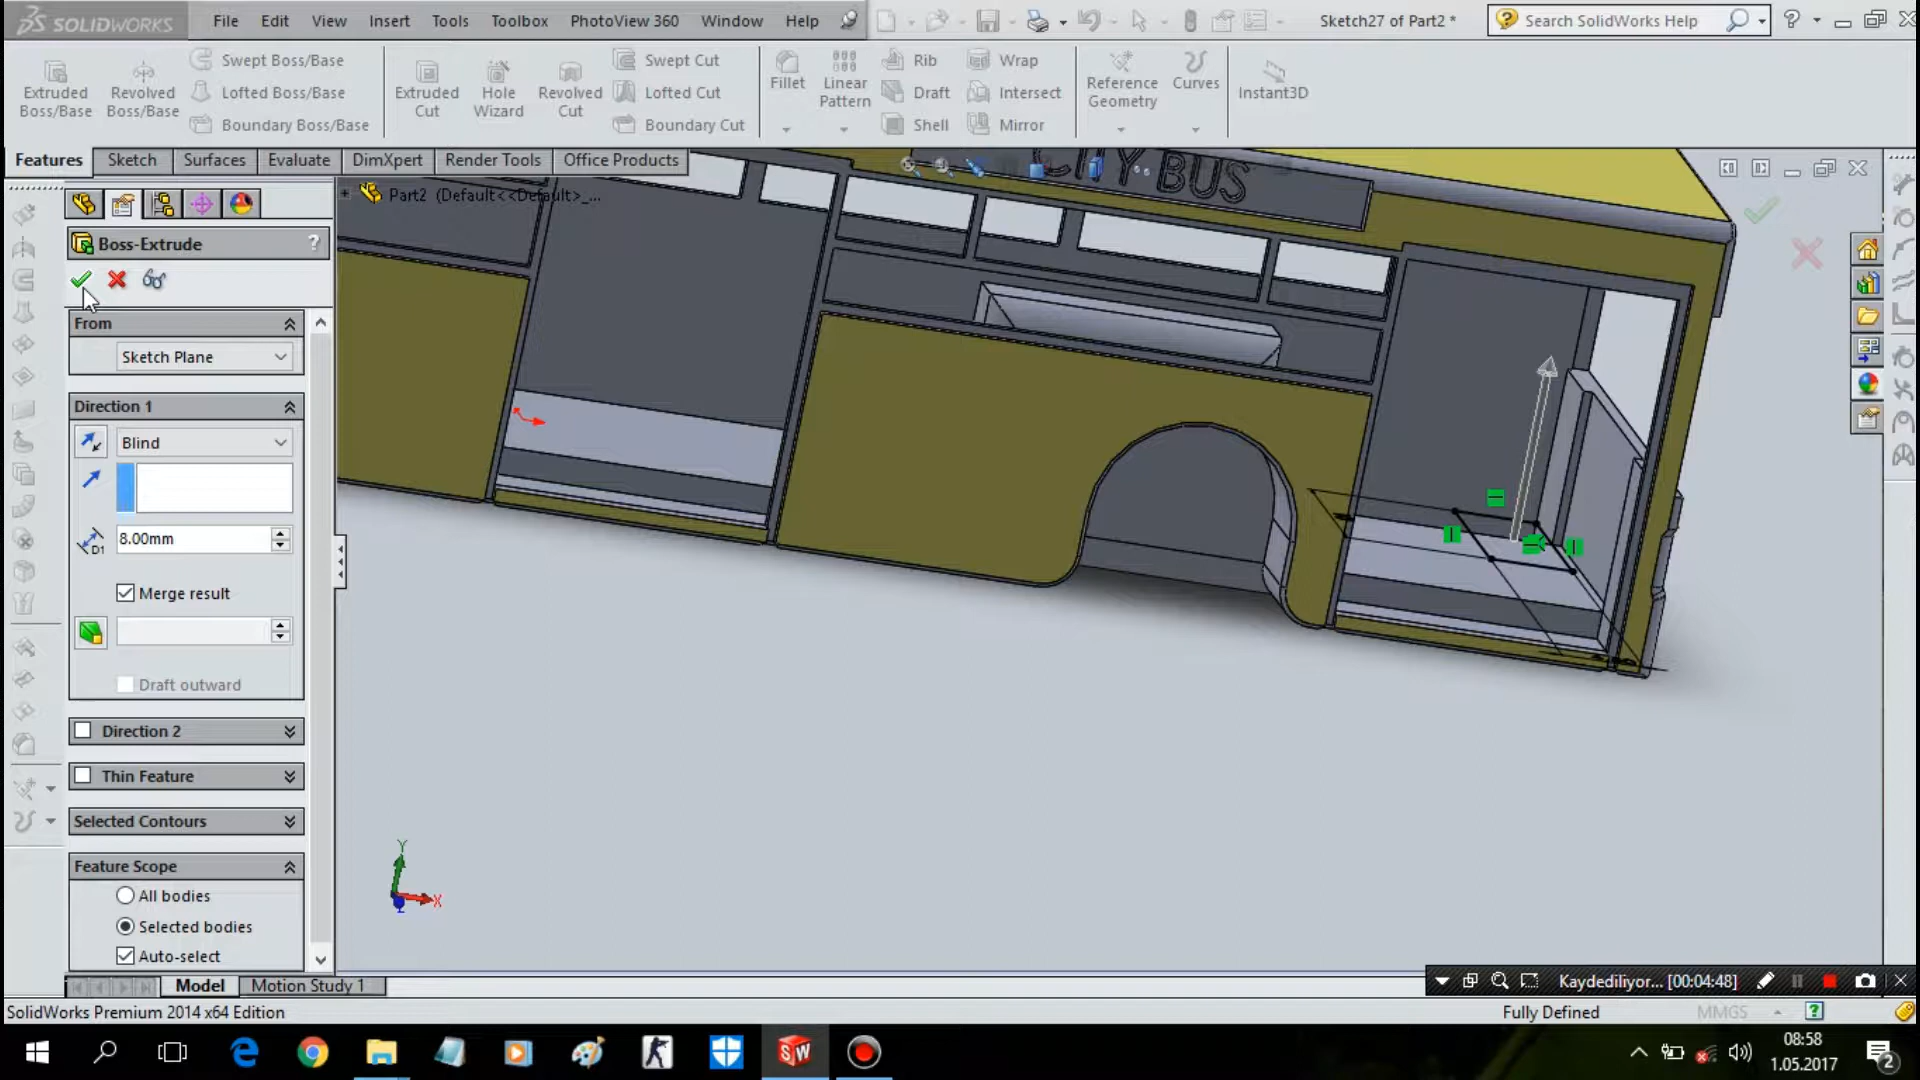 SOLIDWORKS File Edit View Insert Tools Toolbox PhotoView 360 Window Help Sketch27 of Part2 * Search SolidWorks Help
Extruded Boss/Base
Revolved Boss/Base
Swept Boss/Base
Lofted Boss/Base
Boundary Boss/Base
Extruded Cut
Hole Wizard
Revolved Cut
Swept Cut
Lofted Cut
Boundary Cut
Fillet
Linear Pattern
Rib
Draft
Shell
Wrap
Intersect
Mirror
Reference Geometry
Curves
Instant3D
Features Sketch Surfaces Evaluate DimXpert Render Tools Office Products
Part2 (Default<<Default>_...
CITY BUS
Boss-Extrude ?
From
Sketch Plane
Direction 1
Blind
D1
8.00mm
Merge result
Draft outward
Direction 2
Thin Feature
Selected Contours
Feature Scope
All bodies
Selected bodies
Auto-select
Y
X
Z
Model Motion Study 1
Kaydediliyor... [00:04:48]
SolidWorks Premium 2014 x64 Edition Fully Defined MMGS
SW
08:58
1.05.2017
2